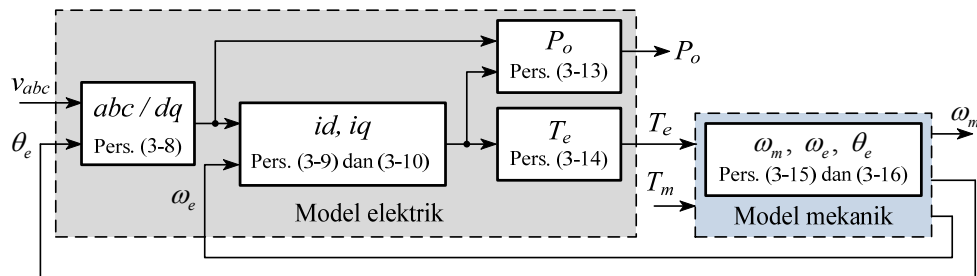 v_abc
θ_e
abc / dq
Pers. (3-8)
id, iq
Pers. (3-9) dan (3-10)
ω_e
P_o
Pers. (3-13)
P_o
T_e
Pers. (3-14)
Model elektrik
T_e
T_m
ω_m, ω_e, θ_e
Pers. (3-15) dan (3-16)
Model mekanik
ω_m